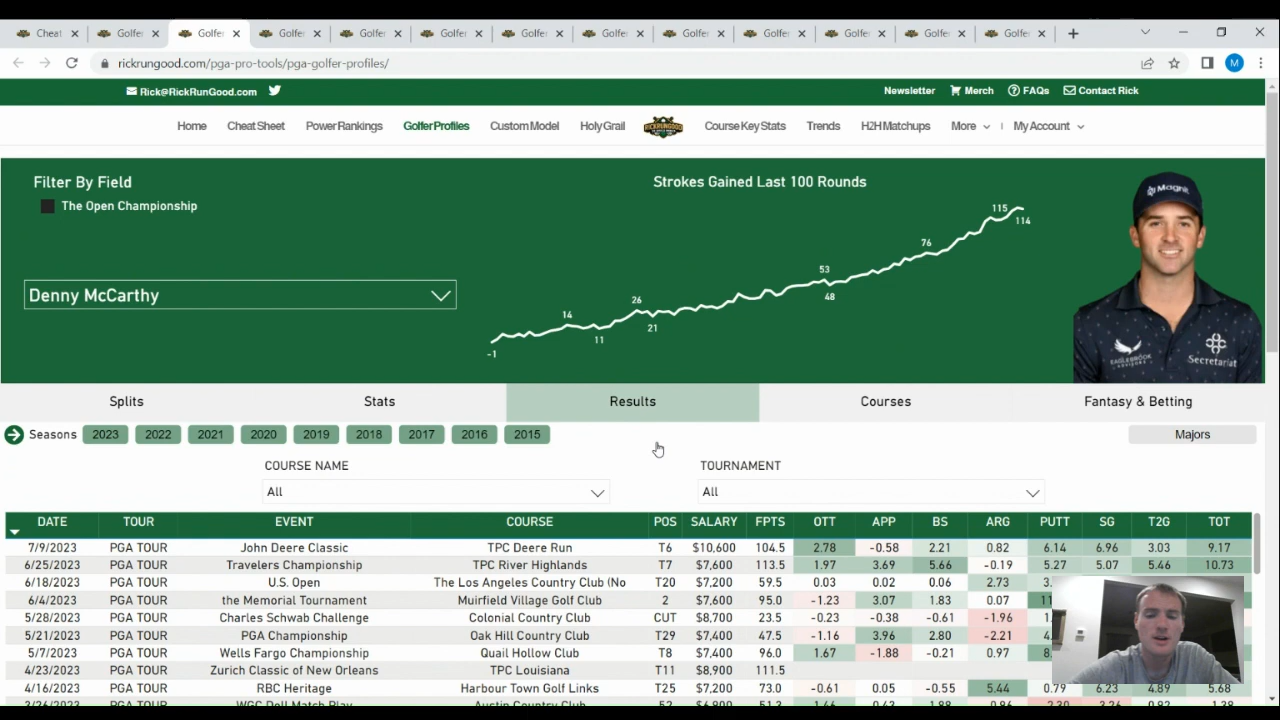 Cheat
Golfer
Golfer
Golfer
Golfer
Golfer
Golfer
Golfer
Golfer
Golfer
Golfer
Golfer
Golfer
rickrungood.com/pga-pro-tools/pga-golfer-profiles/
M
Rick@RickRunGood.com
Newsletter Merch FAQs Contact Rick
Home Cheat Sheet Power Rankings Golfer Profiles Custom Model Holy Grail RICKRUNGOOD Course Key Stats Trends H2H Matchups More My Account
Filter By Field
The Open Championship
Denny McCarthy
Strokes Gained Last 100 Rounds
-1 14 11 26 21 53 48 76 115 114
Magnit
EAGLEBROOK
ADVISORS
Secretariat
Splits Stats Results Courses Fantasy & Betting
Seasons 2023 2022 2021 2020 2019 2018 2017 2016 2015 Majors
COURSE NAME TOURNAMENT
All All
DATE TOUR EVENT COURSE POS SALARY FPTS OTT APP BS ARG PUTT SG T2G TOT
7/9/2023 PGA TOUR John Deere Classic TPC Deere Run T6 $10,600 104.5 2.78 -0.58 2.21 0.82 6.14 6.96 3.03 9.17
6/25/2023 PGA TOUR Travelers Championship TPC River Highlands T7 $7,600 113.5 1.97 3.69 5.66 -0.19 5.27 5.07 5.46 10.73
6/18/2023 PGA TOUR U.S. Open The Los Angeles Country Club (No T20 $7,200 59.5 0.03 0.02 0.06 2.73
6/4/2023 PGA TOUR the Memorial Tournament Muirfield Village Golf Club 2 $7,600 95.0 -1.23 3.07 1.83 0.07
5/28/2023 PGA TOUR Charles Schwab Challenge Colonial Country Club CUT $8,700 23.5 -0.23 -0.38 -0.61 -1.96
5/21/2023 PGA TOUR PGA Championship Oak Hill Country Club T29 $7,400 47.5 -1.16 3.96 2.80 -2.21
5/7/2023 PGA TOUR Wells Fargo Championship Quail Hollow Club T8 $7,400 96.0 1.67 -1.88 -0.21 0.97
4/23/2023 PGA TOUR Zurich Classic of New Orleans TPC Louisiana T11 $8,900 111.5
4/16/2023 PGA TOUR RBC Heritage Harbour Town Golf Links T25 $7,200 73.0 -0.61 0.05 -0.55 5.44 0.79 6.23 4.89 5.68